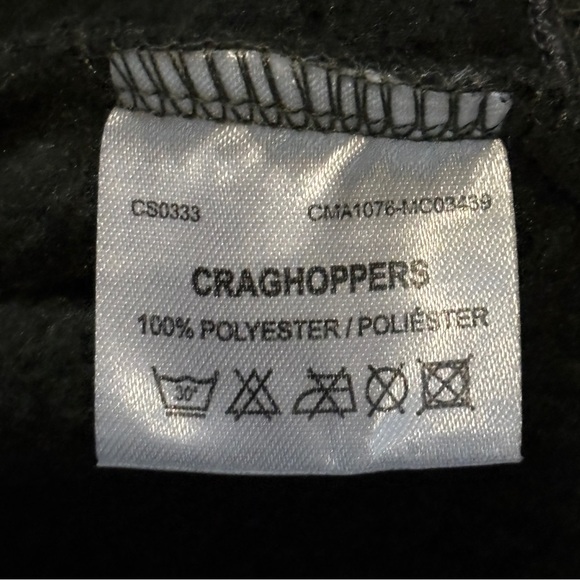 CS0333 CMA1076-MC03439
CRAGHOPPERS
100% POLYESTER / POLIÉSTER
30°